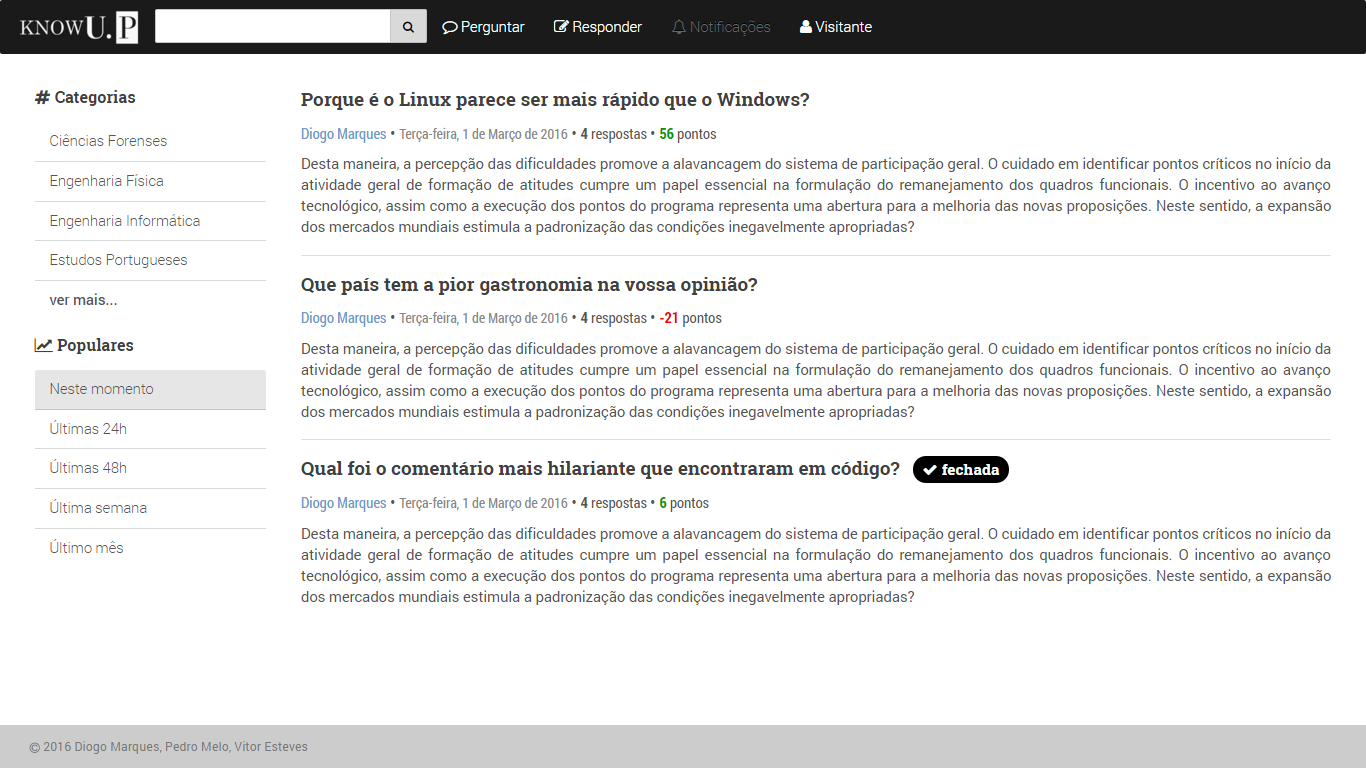 KNOWU.P
Perguntar
Responder
Notificações
Visitante
Categorias
Ciências Forenses
Engenharia Física
Engenharia Informática
Estudos Portugueses
ver mais...
Populares
Neste momento
Últimas 24h
Últimas 48h
Última semana
Último mês
Porque é o Linux parece ser mais rápido que o Windows?
Diogo Marques • Terça-feira, 1 de Março de 2016 • 4 respostas • 56 pontos
Desta maneira, a percepção das dificuldades promove a alavancagem do sistema de participação geral. O cuidado em identificar pontos críticos no início da
atividade geral de formação de atitudes cumpre um papel essencial na formulação do remanejamento dos quadros funcionais. O incentivo ao avanço
tecnológico, assim como a execução dos pontos do programa representa uma abertura para a melhoria das novas proposições. Neste sentido, a expansão
dos mercados mundiais estimula a padronização das condições inegavelmente apropriadas?
Que país tem a pior gastronomia na vossa opinião?
Diogo Marques • Terça-feira, 1 de Março de 2016 • 4 respostas • -21 pontos
Desta maneira, a percepção das dificuldades promove a alavancagem do sistema de participação geral. O cuidado em identificar pontos críticos no início da
atividade geral de formação de atitudes cumpre um papel essencial na formulação do remanejamento dos quadros funcionais. O incentivo ao avanço
tecnológico, assim como a execução dos pontos do programa representa uma abertura para a melhoria das novas proposições. Neste sentido, a expansão
dos mercados mundiais estimula a padronização das condições inegavelmente apropriadas?
Qual foi o comentário mais hilariante que encontraram em código? fechada
Diogo Marques • Terça-feira, 1 de Março de 2016 • 4 respostas • 6 pontos
Desta maneira, a percepção das dificuldades promove a alavancagem do sistema de participação geral. O cuidado em identificar pontos críticos no início da
atividade geral de formação de atitudes cumpre um papel essencial na formulação do remanejamento dos quadros funcionais. O incentivo ao avanço
tecnológico, assim como a execução dos pontos do programa representa uma abertura para a melhoria das novas proposições. Neste sentido, a expansão
dos mercados mundiais estimula a padronização das condições inegavelmente apropriadas?
© 2016 Diogo Marques, Pedro Melo, Vitor Esteves